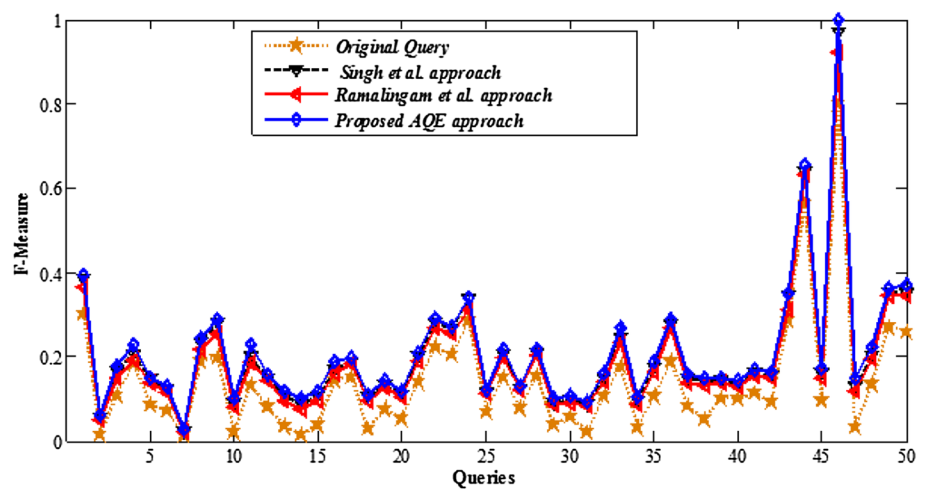 1
0.8
0.6
0.4
0.2
0
F-Measure
Original Query
Singh et al. approach
Ramalingam et al. approach
Proposed AQE approach
5 10 15 20 25 30 35 40 45 50
Queries